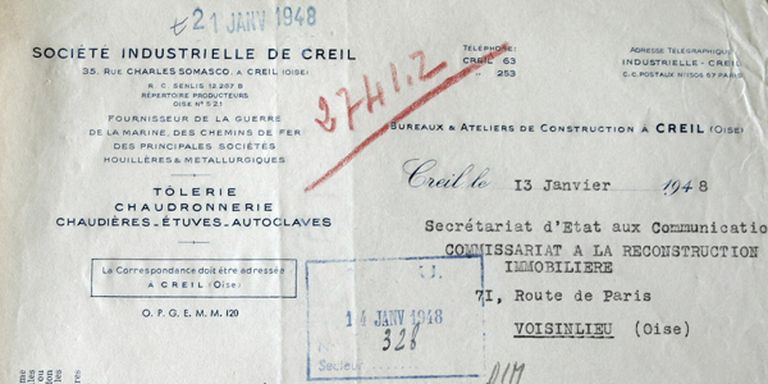 21 JANV 1948
SOCIÉTÉ INDUSTRIELLE DE CREIL
35, RUE CHARLES SOMASCO, A CREIL (OISE)
R. C. SENLIS 12.267 B
RÉPERTOIRE PRODUCTEURS
OISE N° 521
FOURNISSEUR DE LA GUERRE
DE LA MARINE, DES CHEMINS DE FER
DES PRINCIPALES SOCIÉTÉS
HOUILLÈRES & METALLURGIQUES
TÔLERIE
CHAUDRONNERIE
CHAUDIÈRES-ÉTUVES-AUTOCLAVES
La Correspondance doit être adressée
A CREIL (Oise)
O. P. G. E. M. M. 120
2741.2
TÉLÉPHONE:
CREIL 63
" 253
ADRESSE TÉLÉGRAPHIQUE
INDUSTRIELLE - CREIL
C. C. POSTAUX PARIS
BUREAUX & ATELIERS DE CONSTRUCTION À CREIL (Oise)
Creil le 13 Janvier 1948
Secrétariat d'Etat aux Communicatio
COMMISSARIAT A LA RECONSTRUCTION
IMMOBILIERE
71, Route de Paris
VOISINLIEU (Oise)
14 JANV 1948
N° 328
Secteur